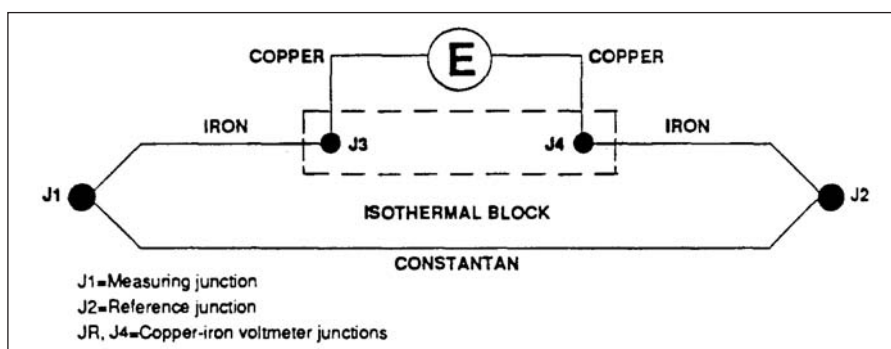 COPPER E COPPER
IRON J3 J4 IRON
J1 J2
ISOTHERMAL BLOCK
CONSTANTAN
J1=Measuring junction
J2=Reference junction
JR, J4=Copper-iron voltmeter junctions